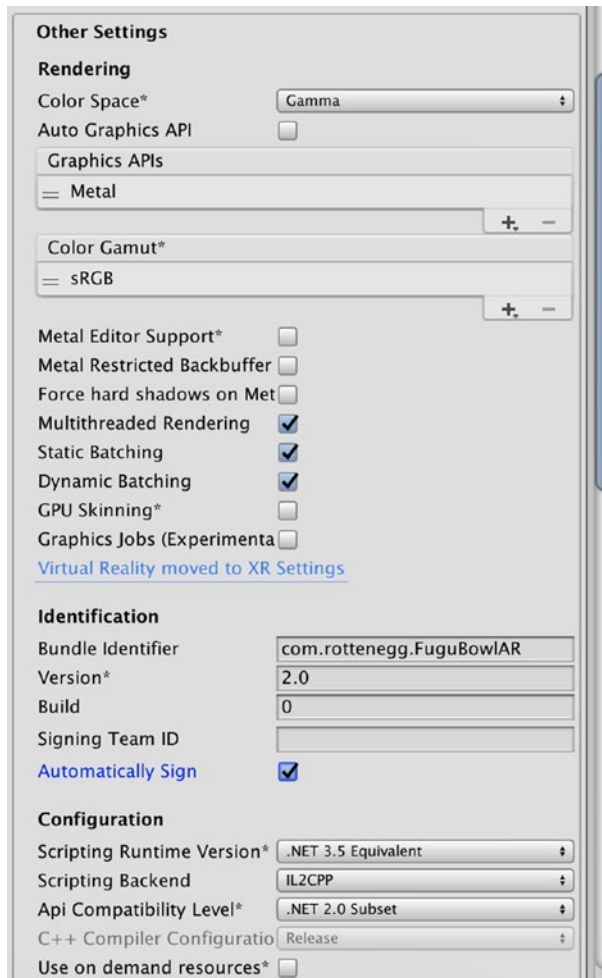 Other Settings
Rendering
Color Space* Gamma
Auto Graphics API
Graphics APIs
= Metal
+ −
Color Gamut*
= sRGB
+ −
Metal Editor Support*
Metal Restricted Backbuffer
Force hard shadows on Met
Multithreaded Rendering
Static Batching
Dynamic Batching
GPU Skinning*
Graphics Jobs (Experimenta
Virtual Reality moved to XR Settings
Identification
Bundle Identifier com.rottenegg.FuguBowlAR
Version* 2.0
Build 0
Signing Team ID
Automatically Sign
Configuration
Scripting Runtime Version* .NET 3.5 Equivalent
Scripting Backend IL2CPP
Api Compatibility Level* .NET 2.0 Subset
C++ Compiler Configuratio Release
Use on demand resources*